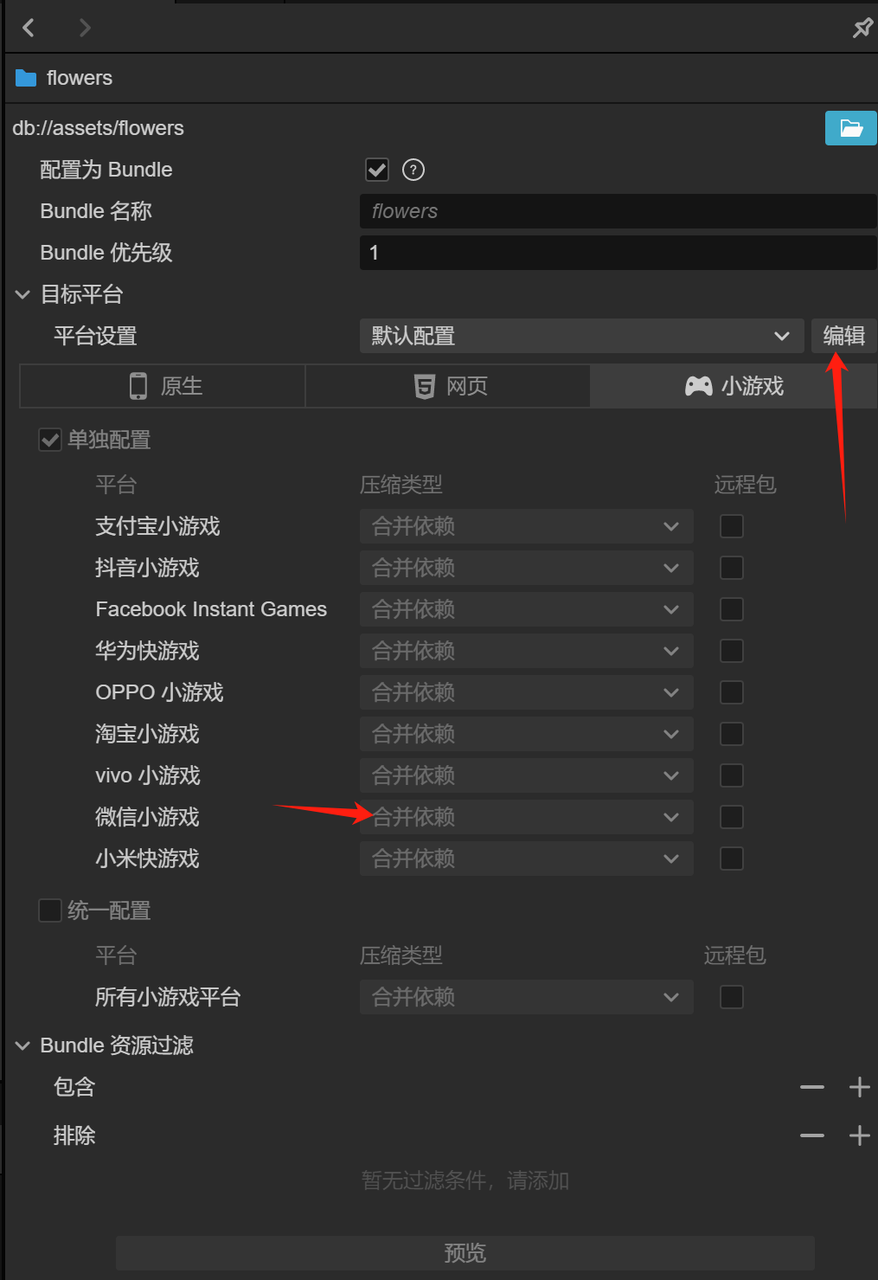 flowers
db://assets/flowers
配置为 Bundle
Bundle 名称 flowers
Bundle 优先级 1
目标平台
平台设置 默认配置 编辑
原生 网页 小游戏
单独配置
平台 压缩类型 远程包
支付宝小游戏 合并依赖
抖音小游戏 合并依赖
Facebook Instant Games 合并依赖
华为快游戏 合并依赖
OPPO 小游戏 合并依赖
淘宝小游戏 合并依赖
vivo 小游戏 合并依赖
微信小游戏 合并依赖
小米快游戏 合并依赖
统一配置
平台 压缩类型 远程包
所有小游戏平台 合并依赖
Bundle 资源过滤
包含
排除
暂无过滤条件，请添加
预览